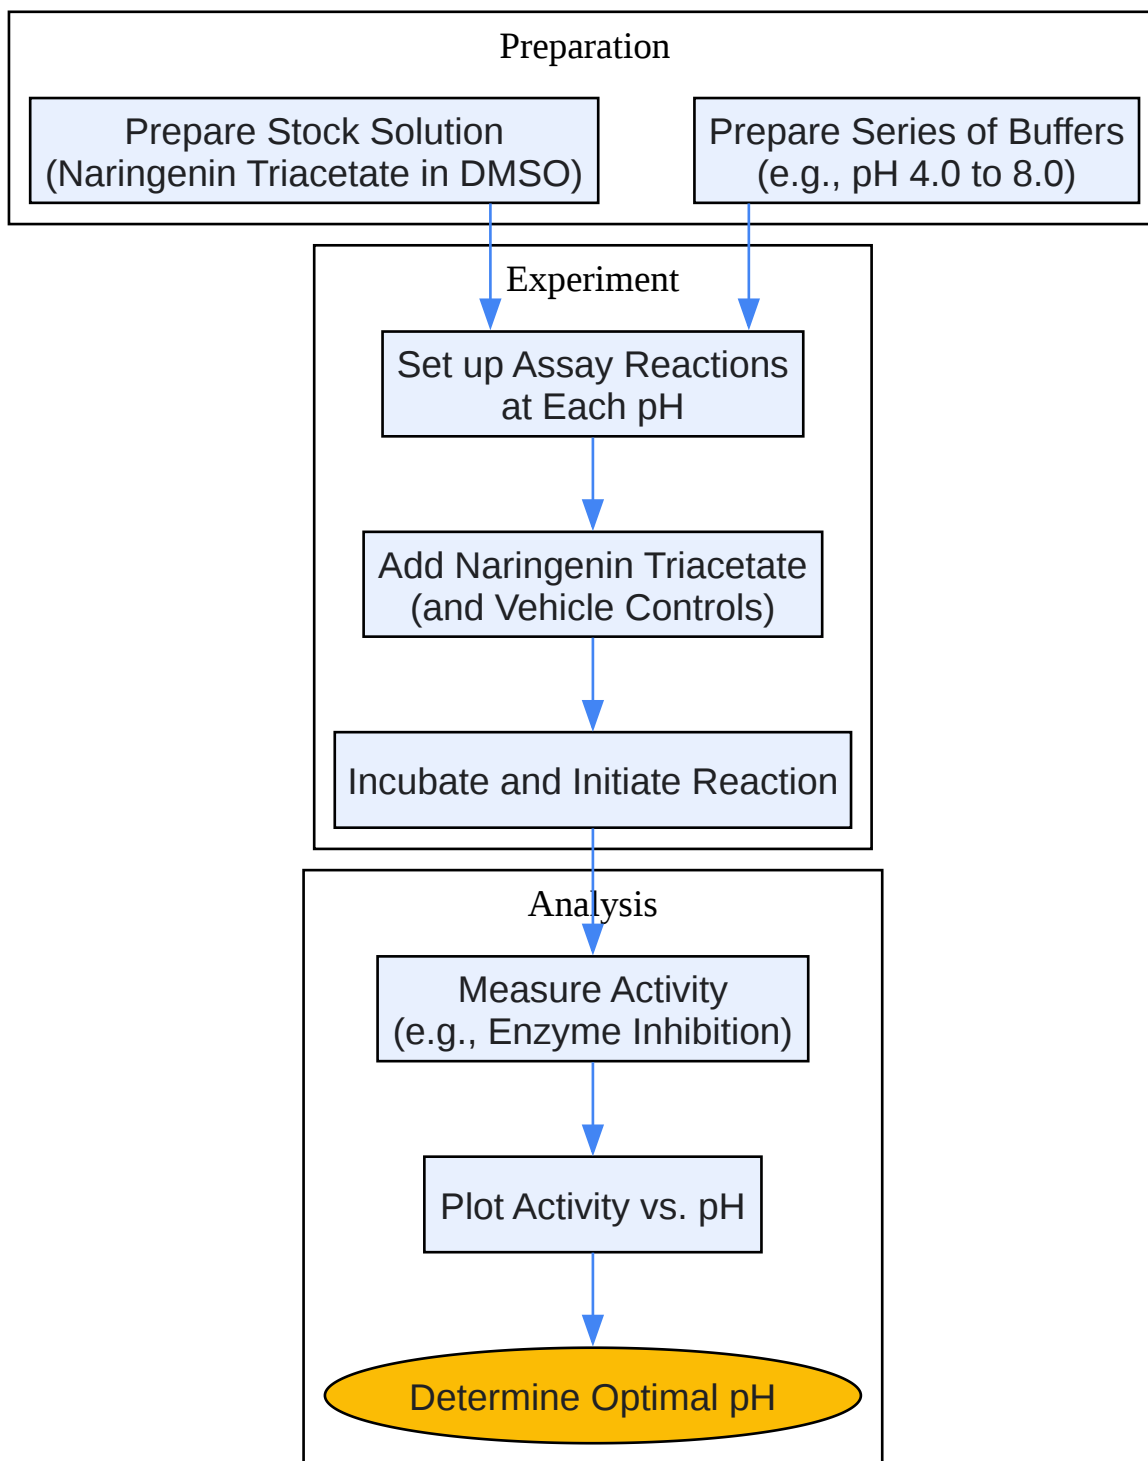 Preparation
Prepare Stock Solution
(Naringenin Triacetate in DMSO)
Prepare Series of Buffers
(e.g., pH 4.0 to 8.0)
Experiment
Set up Assay Reactions
at Each pH
Add Naringenin Triacetate
(and Vehicle Controls)
Incubate and Initiate Reaction
Analysis
Measure Activity
(e.g., Enzyme Inhibition)
Plot Activity vs. pH
Determine Optimal pH